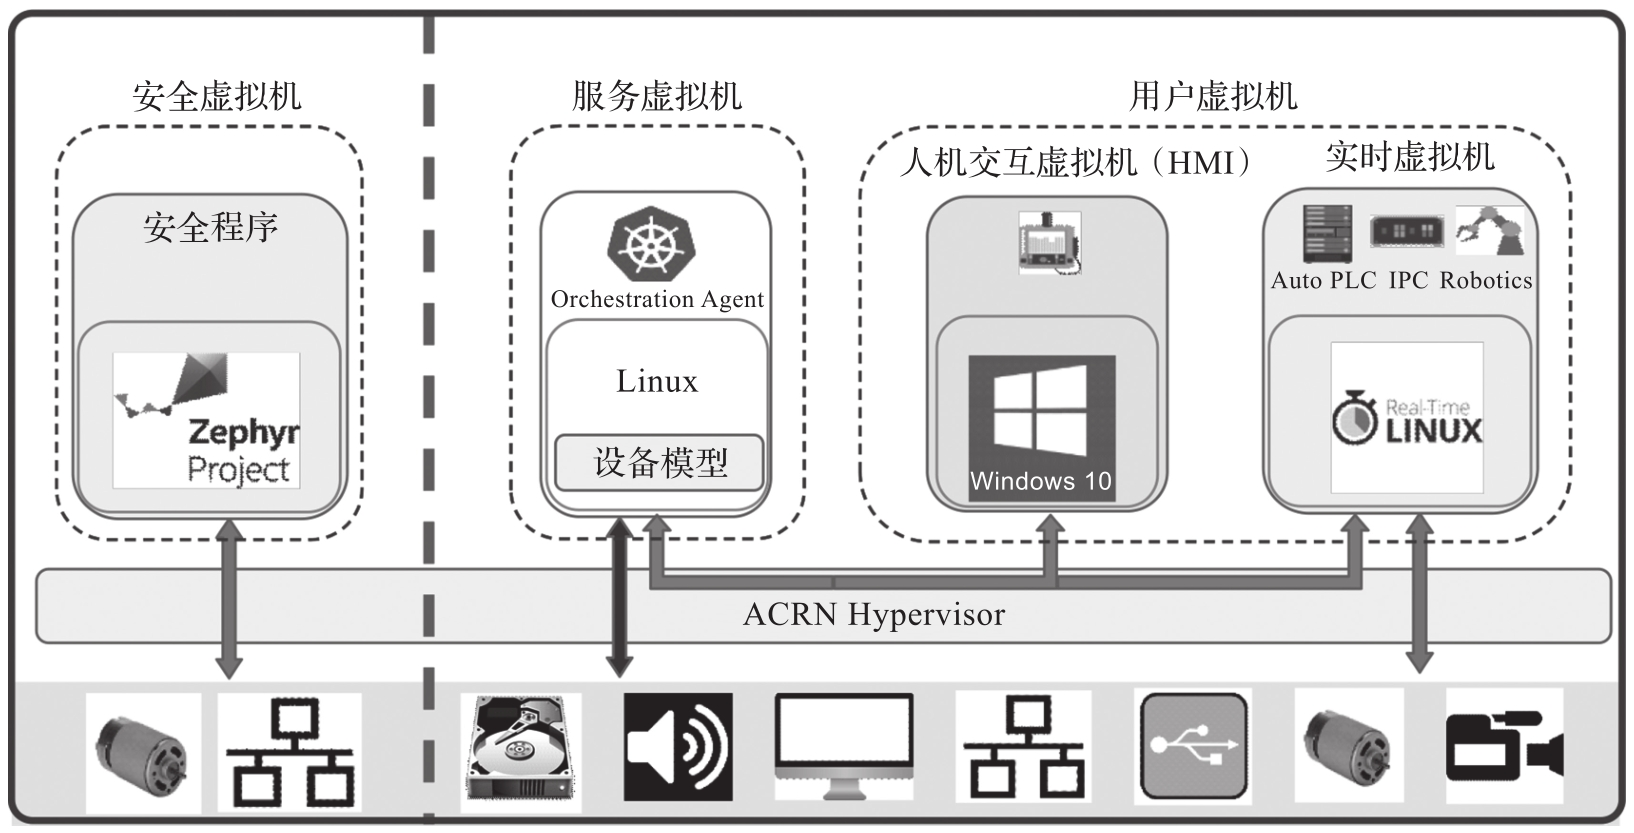 安全虚拟机
服务虚拟机
用户虚拟机
人机交互虚拟机（HMI）
实时虚拟机
安全程序
Orchestration Agent
Auto PLC IPC Robotics
Zephyr
Project
Linux
设备模型
Windows 10
Real-Time
LINUX
ACRN Hypervisor